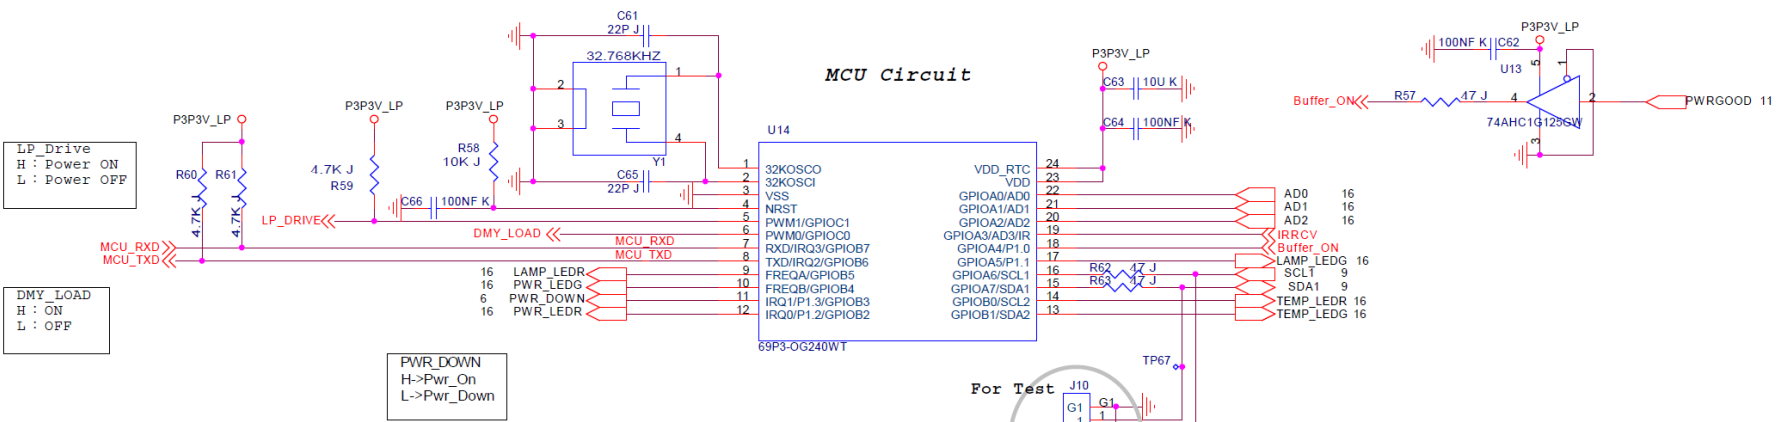 MCU Circuit
C61
22P J
32.768KHZ
1
2
3
4
Y1
C65
22P J
P3P3V_LP
P3P3V_LP
P3P3V_LP
R60
4.7K J
R61
4.7K J
4.7K J
R59
R58
10K J
C66
100NF K
LP_Drive
H : Power ON
L : Power OFF
DMY_LOAD
H : ON
L : OFF
PWR_DOWN
H->Pwr_On
L->Pwr_Down
LP_DRIVE
DMY_LOAD
MCU_RXD
MCU_TXD
MCU_RXD
MCU_TXD
16 LAMP_LEDR
16 PWR_LEDG
6 PWR_DOWN
16 PWR_LEDR
U14
1 32KOSCO
2 32KOSCI
3 VSS
4 NRST
5 PWM1/GPIOC1
6 PWM0/GPIOC0
7 RXD/IRQ3/GPIOB7
8 TXD/IRQ2/GPIOB6
9 FREQA/GPIOB5
10 FREQB/GPIOB4
11 IRQ1/P1.3/GPIOB3
12 IRQ0/P1.2/GPIOB2
VDD_RTC 24
VDD 23
GPIOA0/AD0 22
GPIOA1/AD1 21
GPIOA2/AD2 20
GPIOA3/AD3/IR 19
GPIOA4/P1.0 18
GPIOA5/P1.1 17
GPIOA6/SCL1 16
GPIOA7/SDA1 15
GPIOB0/SCL2 14
GPIOB1/SDA2 13
69P3-OG240WT
P3P3V_LP
C63 10U K
C64 100NF K
R62 47 J
R63 47 J
AD0 16
AD1 16
AD2 16
IRRCV
Buffer_ON
LAMP_LEDG 16
SCL1 9
SDA1 9
TEMP_LEDR 16
TEMP_LEDG 16
TP67
For Test
J10
G1
G1
1
1
P3P3V_LP
100NF K C62
U13
5
1
4
2
3
74AHC1G125GW
Buffer_ON
R57
47 J
PWRGOOD 11